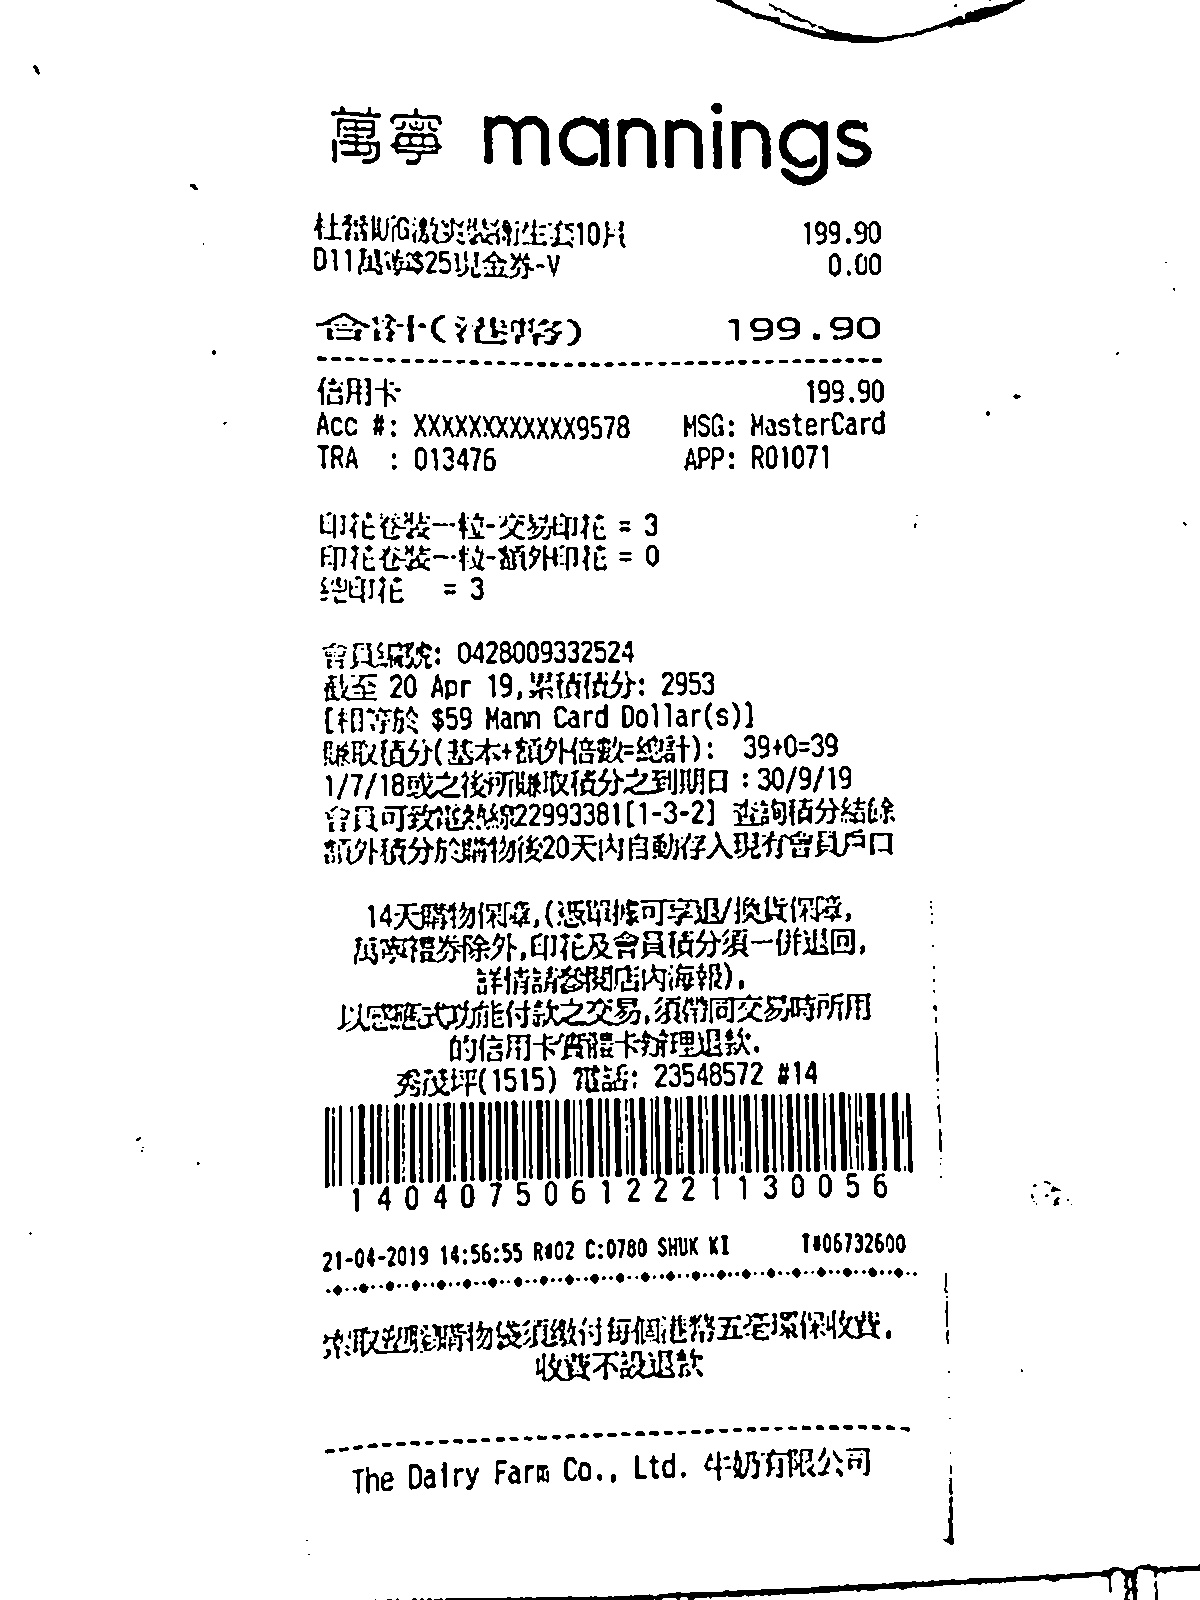 萬寧 mannings
杜蕾斯G激爽裝衛生套10片 199.90
D11萬寧$25現金券-V 0.00
合計(港幣) 199.90
信用卡 199.90
Acc #: XXXXXXXXXXXX9578 MSG: MasterCard
TRA : 013476 APP: R01071
印花卷裝一粒-交易印花 = 3
印花卷裝一粒-額外印花 = 0
總印花 = 3
會員編號: 0428009332524
截至 20 Apr 19,累積積分: 2953
[相等於 $59 Mann Card Dollar(s)]
賺取積分(基本+額外倍數=總計): 39+0=39
1/7/18或之後所賺取積分之到期日:30/9/19
會員可致電熱線22993381[1-3-2] 查詢積分結餘
額外積分於購物後20天內自動存入現有會員戶口
14天購物保障,(憑單據可享退/換貨保障,
萬寧禮券除外,印花及會員積分須一併退回,
詳情請參閱店內海報).
以感應式功能付款之交易,須帶同交易時所用
的信用卡實體卡辦理退款.
秀茂坪(1515) 電話: 23548572 #14
14040750612221130056
21-04-2019 14:56:55 R#02 C:0780 SHUK KI T#06732600
索取塑膠購物袋須繳付每個港幣五毫環保收費.
收費不設退款
The Dairy Farm Co., Ltd. 牛奶有限公司